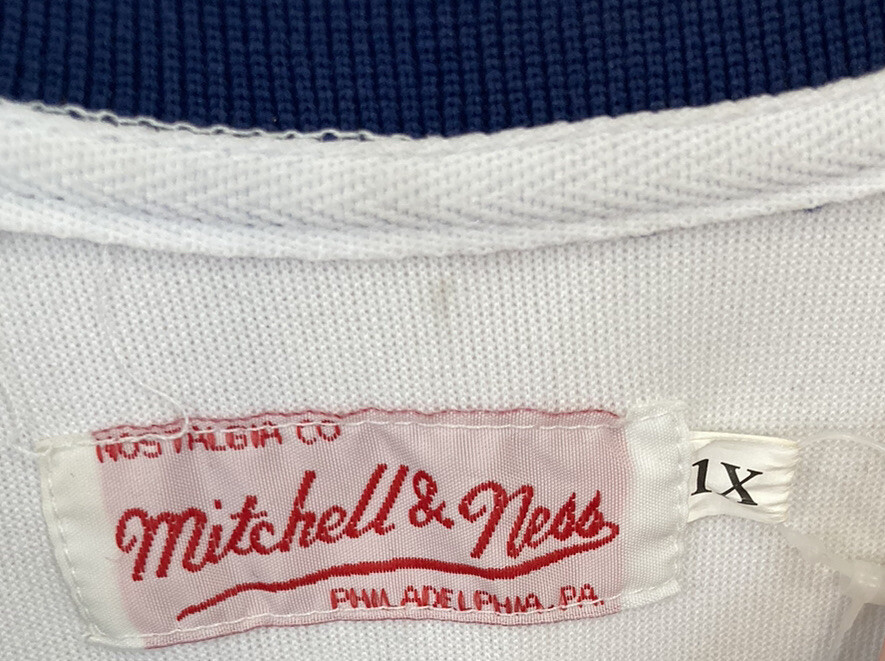 NOSTALGIA CO
Mitchell & Ness
PHILADELPHIA. PA.
1X